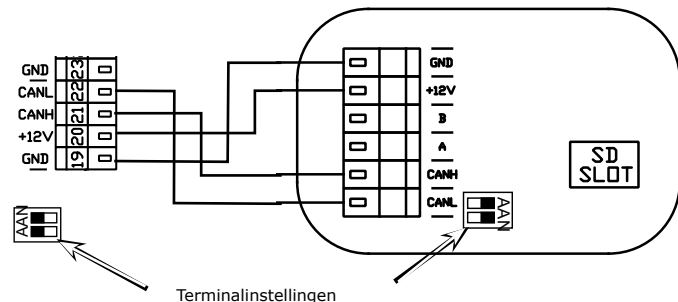 GND 23
CANL 22
CANH 21
+12V 20
GND 19
GND
+12V
B
A
CANH
CANL
SD
SLOT
AAN
AAN
Terminalinstellingen